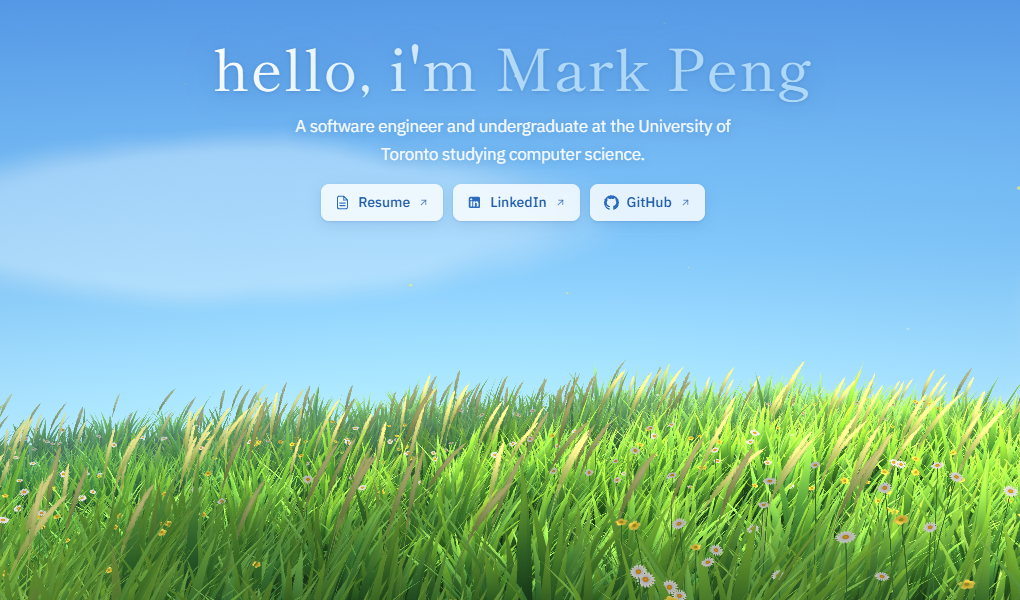 hello, i'm Mark Peng
A software engineer and undergraduate at the University of
Toronto studying computer science.
Resume
LinkedIn
GitHub